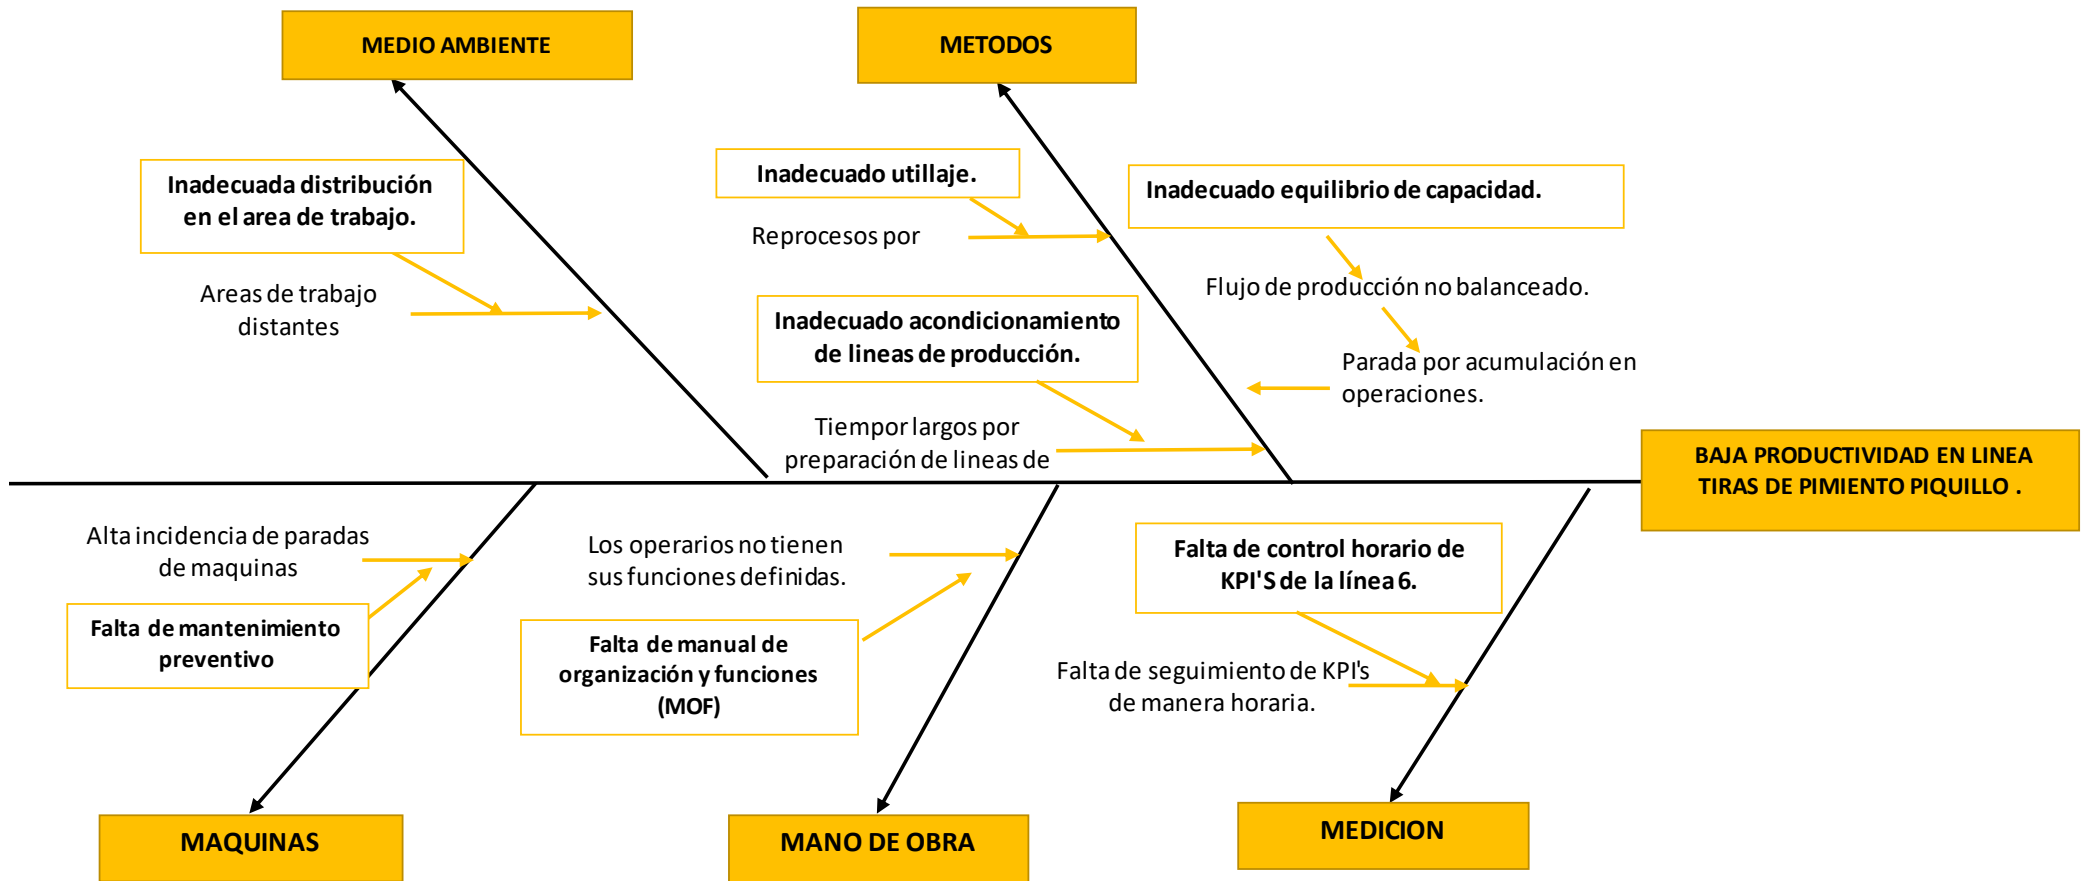 MEDIO AMBIENTE
METODOS
Inadecuada distribución
en el area de trabajo.
Areas de trabajo
distantes
Inadecuado utillaje.
Reprocesos por
Inadecuado equilibrio de capacidad.
Flujo de producción no balanceado.
Parada por acumulación en
operaciones.
Inadecuado acondicionamiento
de lineas de producción.
Tiempor largos por
preparación de lineas de
BAJA PRODUCTIVIDAD EN LINEA
TIRAS DE PIMIENTO PIQUILLO .
Alta incidencia de paradas
de maquinas
Falta de mantenimiento
preventivo
Los operarios no tienen
sus funciones definidas.
Falta de manual de
organización y funciones
(MOF)
Falta de control horario de
KPI'S de la línea 6.
Falta de seguimiento de KPI's
de manera horaria.
MAQUINAS
MANO DE OBRA
MEDICION